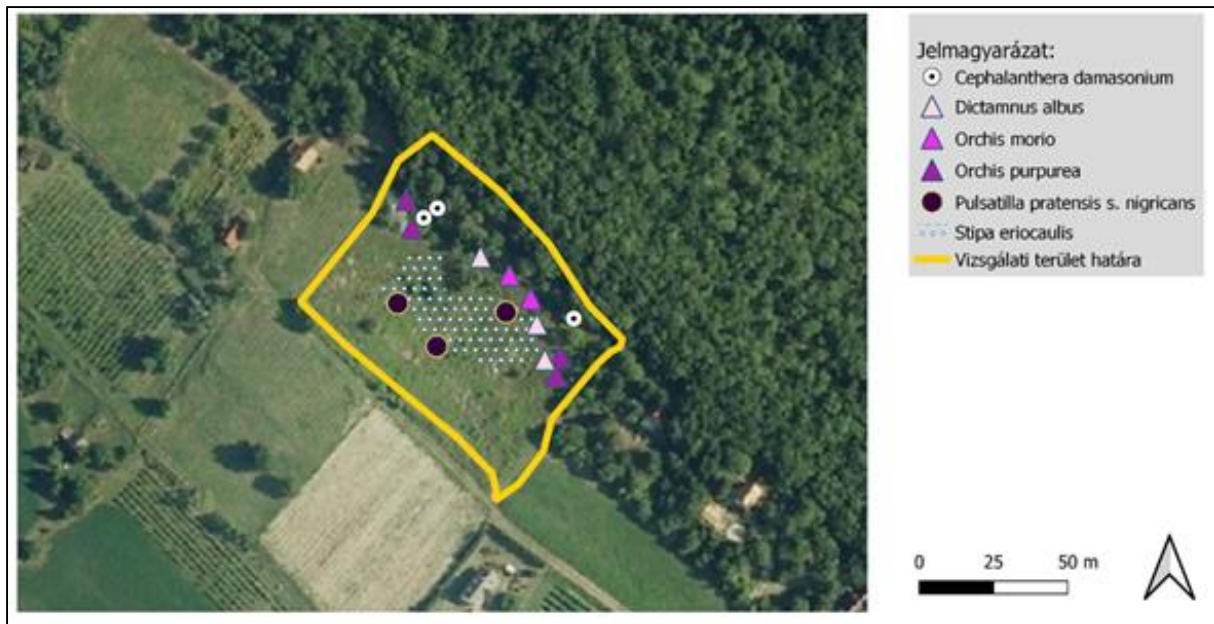 Jelmagyarázat:
Cephalanthera damasonium
Dictamnus albus
Orchis morio
Orchis purpurea
Pulsatilla pratensis s. nigricans
Stipa eriocaulis
Vizsgálati terület határa
0 25 50 m